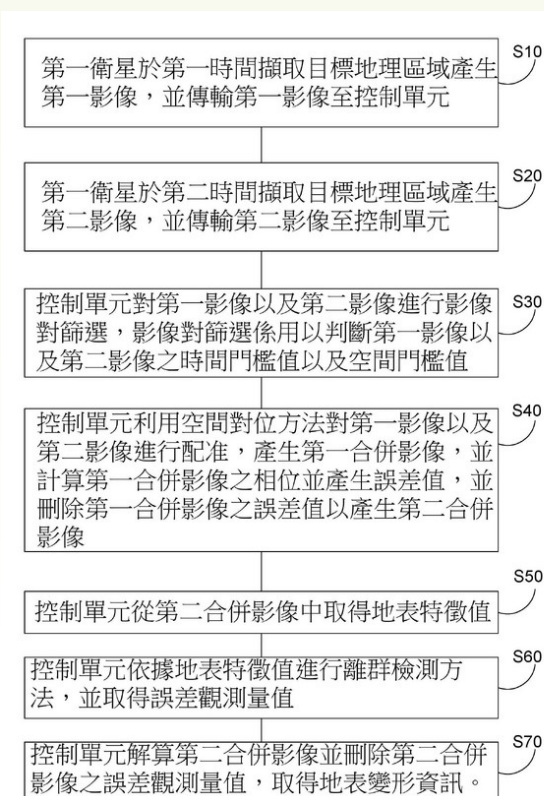 第一衛星於第一時間擷取目標地理區域產生
第一影像，並傳輸第一影像至控制單元
S10
第一衛星於第二時間擷取目標地理區域產生
第二影像，並傳輸第二影像至控制單元
S20
控制單元對第一影像以及第二影像進行影像
對篩選，影像對篩選係用以判斷第一影像以
及第二影像之時間門檻值以及空間門檻值
S30
控制單元利用空間對位方法對第一影像以及
第二影像進行配准，產生第一合併影像，並
計算第一合併影像之相位並產生誤差值，並
刪除第一合併影像之誤差值以產生第二合併
影像
S40
控制單元從第二合併影像中取得地表特徵值
S50
控制單元依據地表特徵值進行離群檢測方
法，並取得誤差觀測量值
S60
控制單元解算第二合併影像並刪除第二合併
影像之誤差觀測量值，取得地表變形資訊。
S70